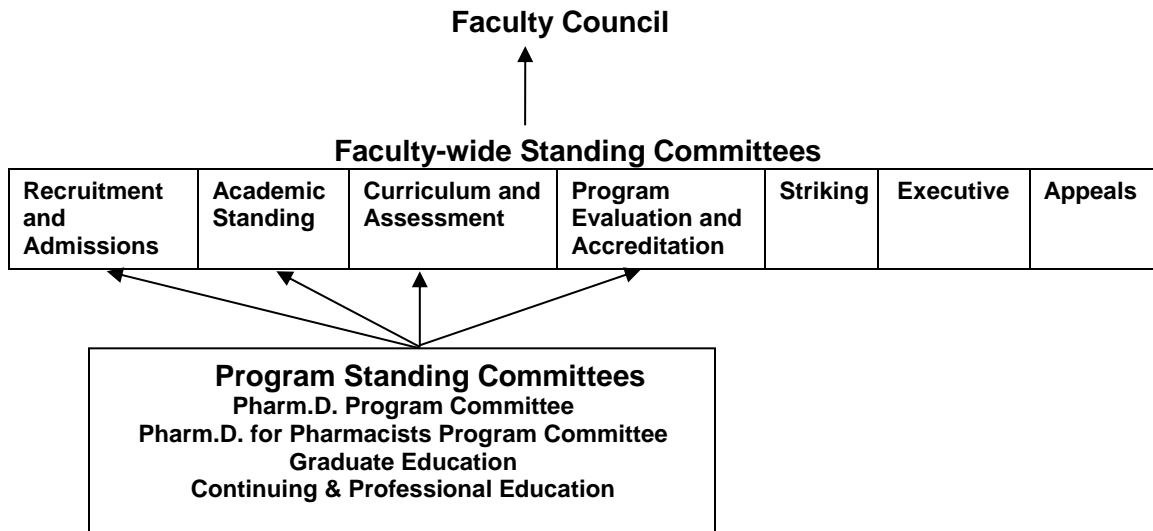 Faculty Council
Faculty-wide Standing Committees
Recruitment
and
Admissions
Academic
Standing
Curriculum and
Assessment
Program
Evaluation and
Accreditation
Striking
Executive
Appeals
Program Standing Committees
Pharm.D. Program Committee
Pharm.D. for Pharmacists Program Committee
Graduate Education
Continuing & Professional Education